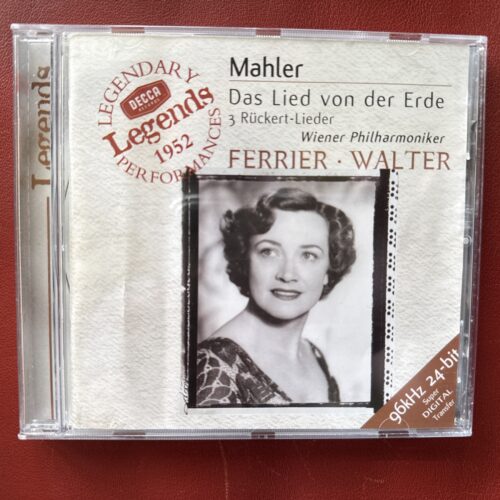 Legends
LEGENDARY
DECCA
RECORDS
Legends
1952
PERFORMANCES
Mahler
Das Lied von der Erde
3 Rückert-Lieder
Wiener Philharmoniker
FERRIER · WALTER
96kHz 24-bit
Super
DIGITAL
Transfer